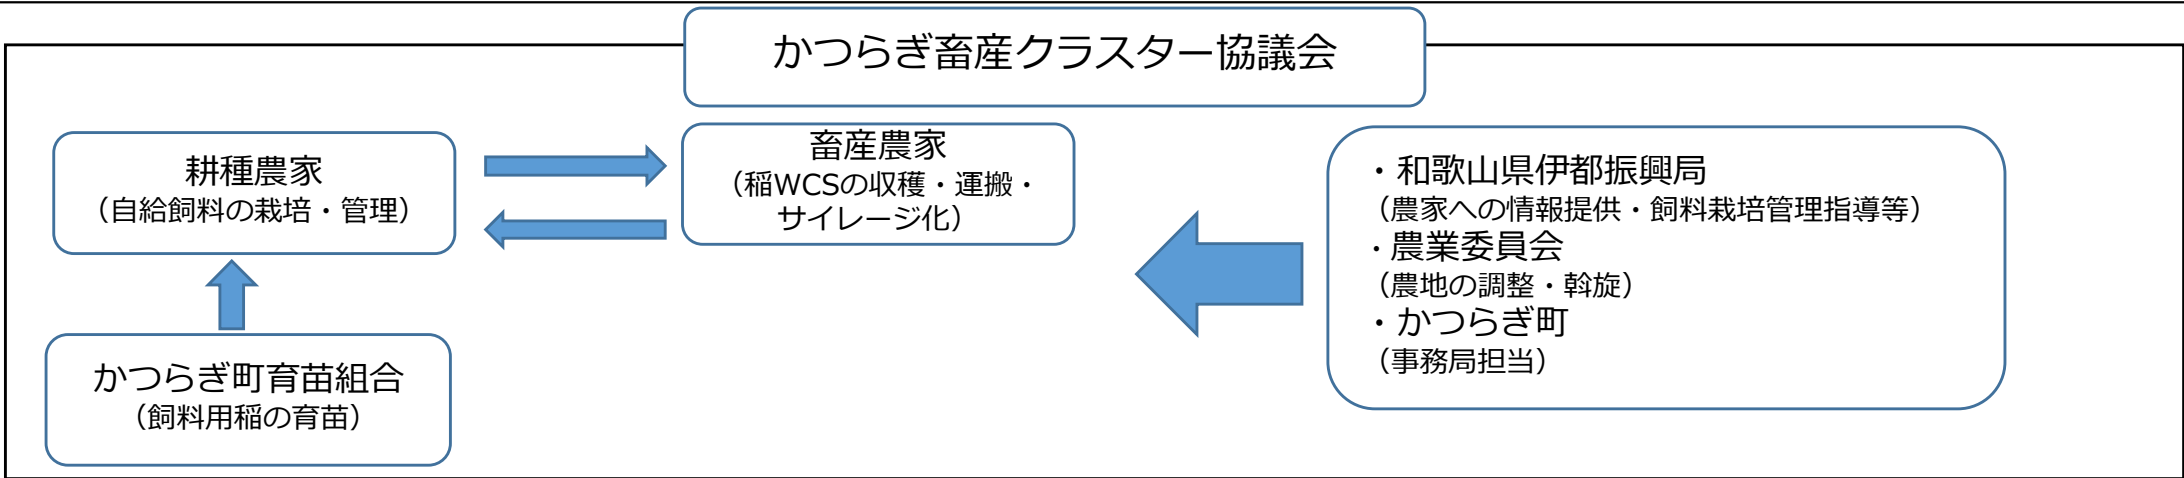 かつらぎ畜産クラスター協議会
耕種農家
（自給飼料の栽培・管理）
畜産農家
（稲WCSの収穫・運搬・
サイレージ化）
かつらぎ町育苗組合
（飼料用稲の育苗）
・和歌山県伊都振興局
（農家への情報提供・飼料栽培管理指導等）
・農業委員会
（農地の調整・斡旋）
・かつらぎ町
（事務局担当）